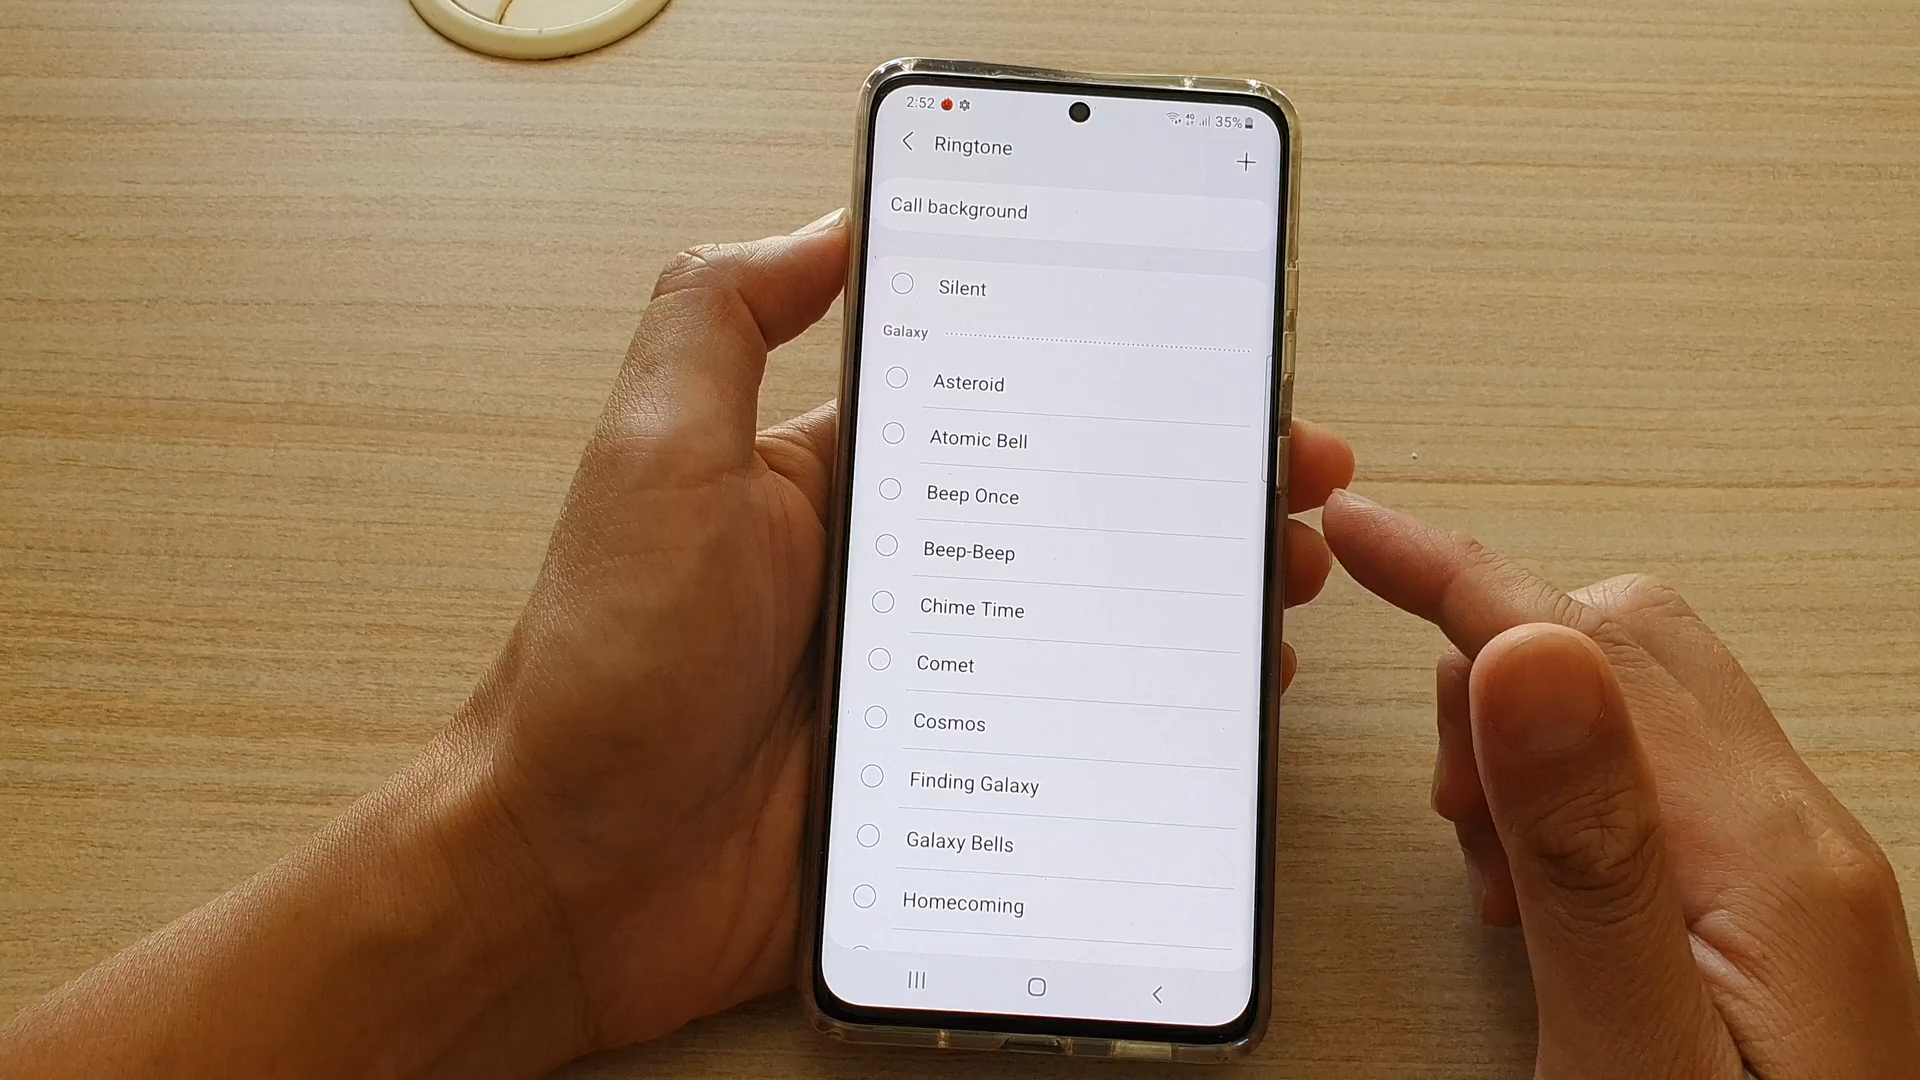 2:52 4G 35%
Ringtone
Call background
Silent
Galaxy
Asteroid
Atomic Bell
Beep Once
Beep-Beep
Chime Time
Comet
Cosmos
Finding Galaxy
Galaxy Bells
Homecoming